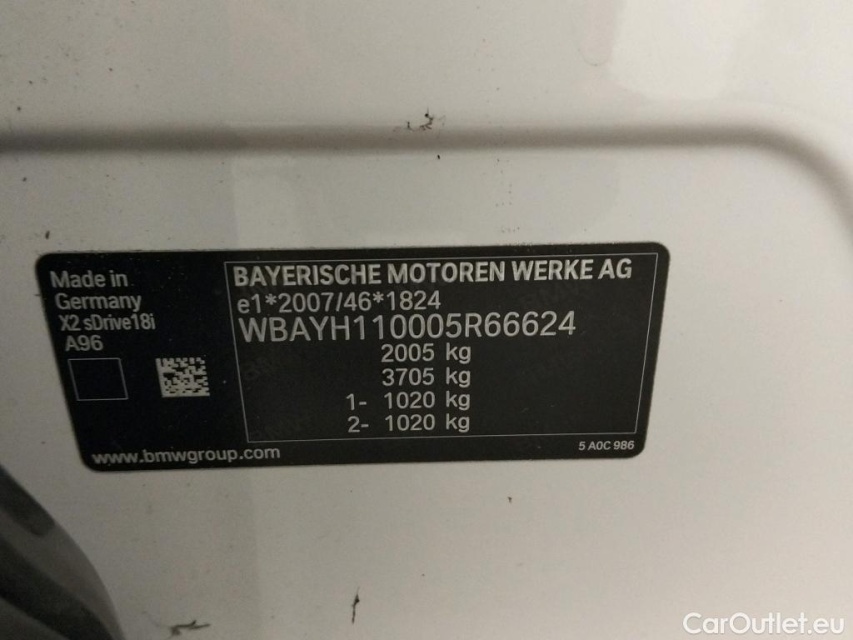 Made in
Germany
X2 sDrive18i
A96
BAYERISCHE MOTOREN WERKE AG
e1*2007/46*1824
WBAYH110005R66624
2005 kg
3705 kg
1- 1020 kg
2- 1020 kg
www.bmwgroup.com
5 A0C 986
CarOutlet.eu